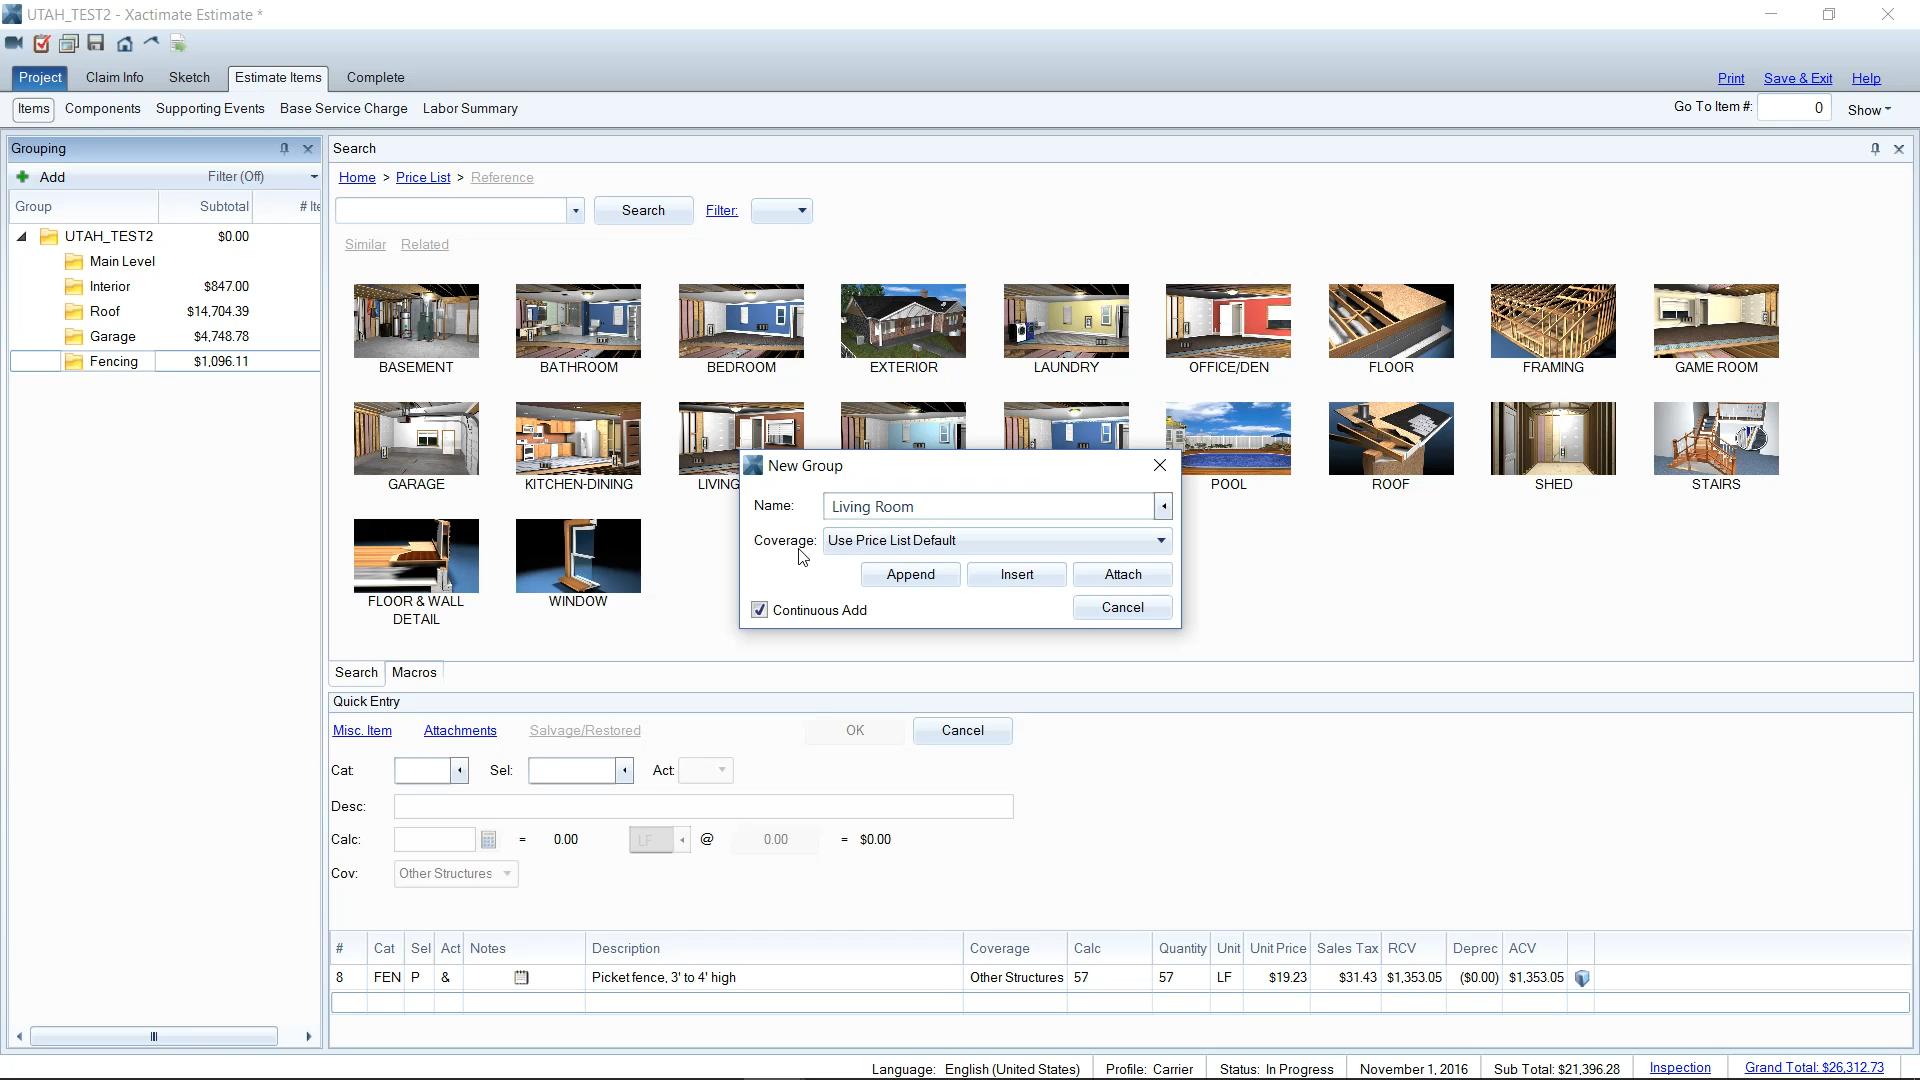 UTAH_TEST2 - Xactimate Estimate *
Project Claim Info Sketch Estimate Items Complete
Print Save & Exit Help
Items Components Supporting Events Base Service Charge Labor Summary
Go To Item #: 0 Show
Grouping
Add Filter (Off)
Group Subtotal # Ite
UTAH_TEST2 $0.00
Main Level
Interior $847.00
Roof $14,704.39
Garage $4,748.78
Fencing $1,096.11
Search
Home > Price List > Reference
Search Filter:
Similar Related
BASEMENT BATHROOM BEDROOM EXTERIOR LAUNDRY OFFICE/DEN FLOOR FRAMING GAME ROOM
GARAGE KITCHEN-DINING LIVING POOL ROOF SHED STAIRS
FLOOR & WALL
DETAIL
WINDOW
New Group
Name: Living Room
Coverage: Use Price List Default
Append Insert Attach
Continuous Add Cancel
Search Macros
Quick Entry
Misc. Item Attachments Salvage/Restored OK Cancel
Cat: Sel: Act:
Desc:
Calc: = 0.00 LF @ 0.00 = $0.00
Cov: Other Structures
# Cat Sel Act Notes Description Coverage Calc Quantity Unit Unit Price Sales Tax RCV Deprec ACV
8 FEN P & Picket fence, 3' to 4' high Other Structures 57 57 LF $19.23 $31.43 $1,353.05 ($0.00) $1,353.05
Language: English (United States) Profile: Carrier Status: In Progress November 1, 2016 Sub Total: $21,396.28 Inspection Grand Total: $26,312.73